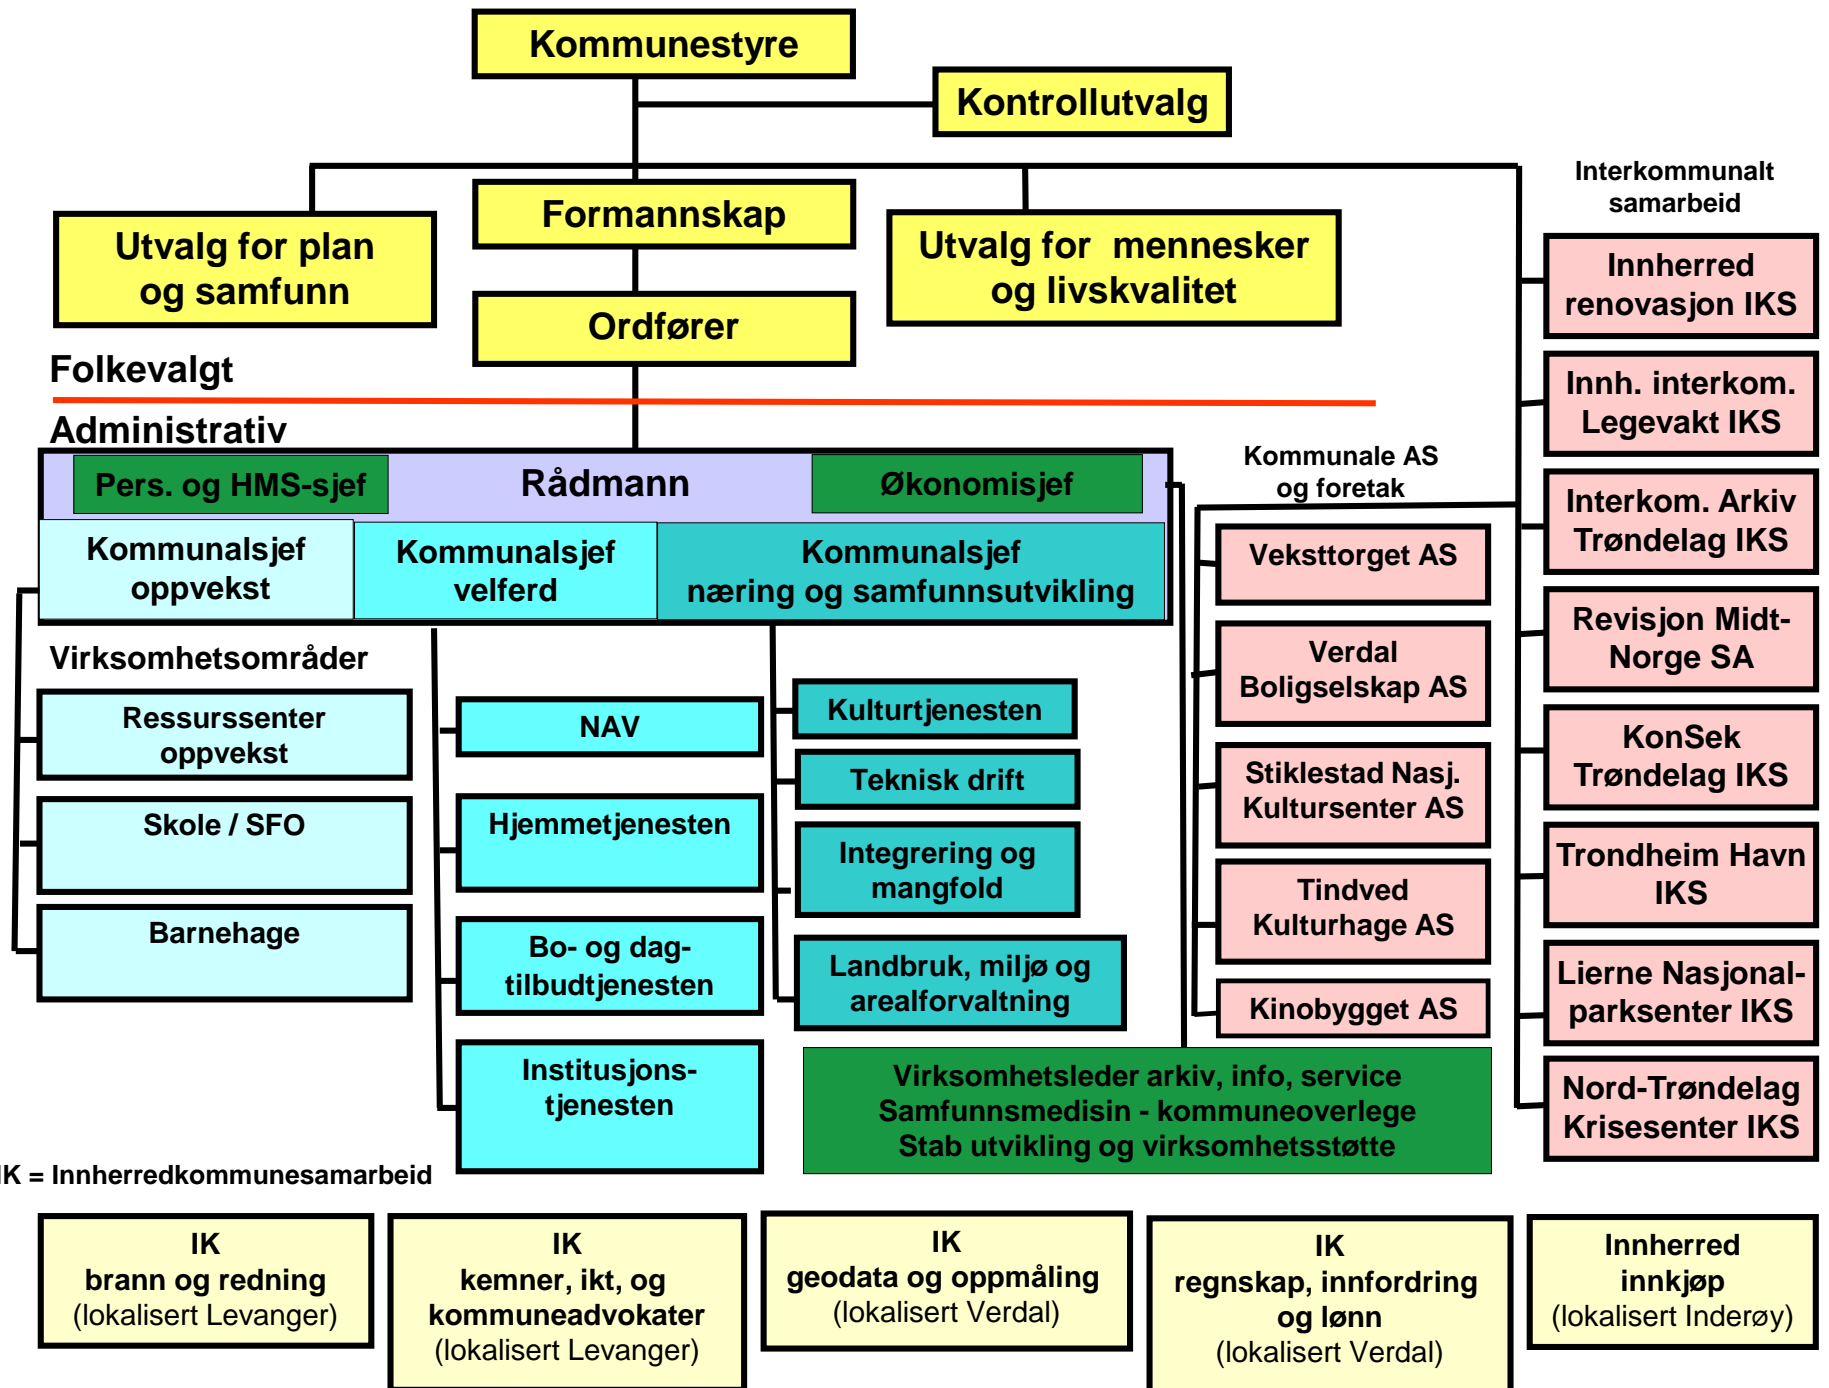 Kommunestyre
Kontrollutvalg
Formannskap
Utvalg for plan
og samfunn
Utvalg for  mennesker
og livskvalitet
Ordfører
Folkevalgt
Administrativ
Pers. og HMS-sjef
Rådmann
Økonomisjef
Kommunalsjef
oppvekst
Kommunalsjef
velferd
Kommunalsjef
næring og samfunnsutvikling
Virksomhetsområder
Ressurssenter
oppvekst
Skole / SFO
Barnehage
NAV
Hjemmetjenesten
Bo- og dag-
tilbudtjenesten
Institusjons-
tjenesten
Kulturtjenesten
Teknisk drift
Integrering og
mangfold
Landbruk, miljø og
arealforvaltning
Kommunale AS
og foretak
Veksttorget AS
Verdal
Boligselskap AS
Stiklestad Nasj.
Kultursenter AS
Tindved
Kulturhage AS
Kinobygget AS
Virksomhetsleder arkiv, info, service
Samfunnsmedisin - kommuneoverlege
Stab utvikling og virksomhetsstøtte
Interkommunalt
samarbeid
Innherred
renovasjon IKS
Innh. interkom.
Legevakt IKS
Interkom. Arkiv
Trøndelag IKS
Revisjon Midt-
Norge SA
KonSek
Trøndelag IKS
Trondheim Havn
IKS
Lierne Nasjonal-
parksenter IKS
Nord-Trøndelag
Krisesenter IKS
IK = Innherredkommunesamarbeid
IK
brann og redning
(lokalisert Levanger)
IK
kemner, ikt, og
kommuneadvokater
(lokalisert Levanger)
IK
geodata og oppmåling
(lokalisert Verdal)
IK
regnskap, innfordring
og lønn
(lokalisert Verdal)
Innherred
innkjøp
(lokalisert Inderøy)